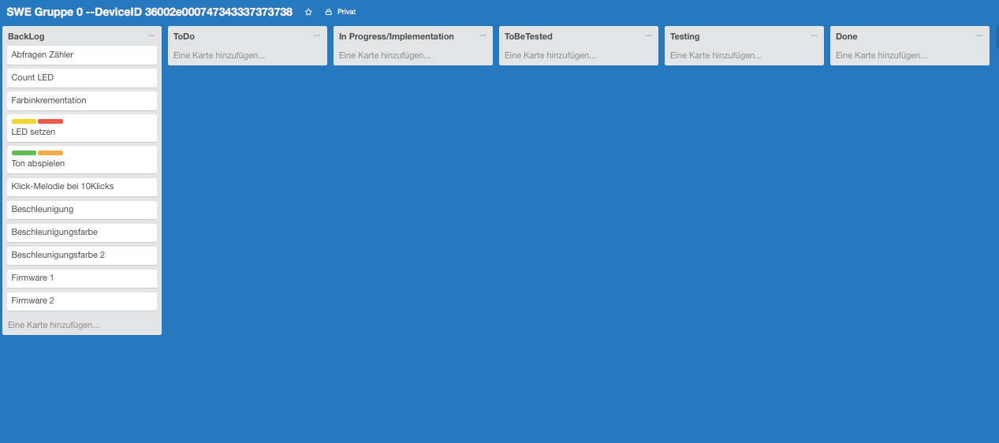 SWE Gruppe 0 --DeviceID 36002e000747343337373738 Privat
BackLog
Abfragen Zähler
Count LED
Farbinkrementation
LED setzen
Ton abspielen
Klick-Melodie bei 10Klicks
Beschleunigung
Beschleunigungsfarbe
Beschleunigungsfarbe 2
Firmware 1
Firmware 2
Eine Karte hinzufügen...
ToDo
Eine Karte hinzufügen...
In Progress/Implementation
Eine Karte hinzufügen...
ToBeTested
Eine Karte hinzufügen...
Testing
Eine Karte hinzufügen...
Done
Eine Karte hinzufügen...